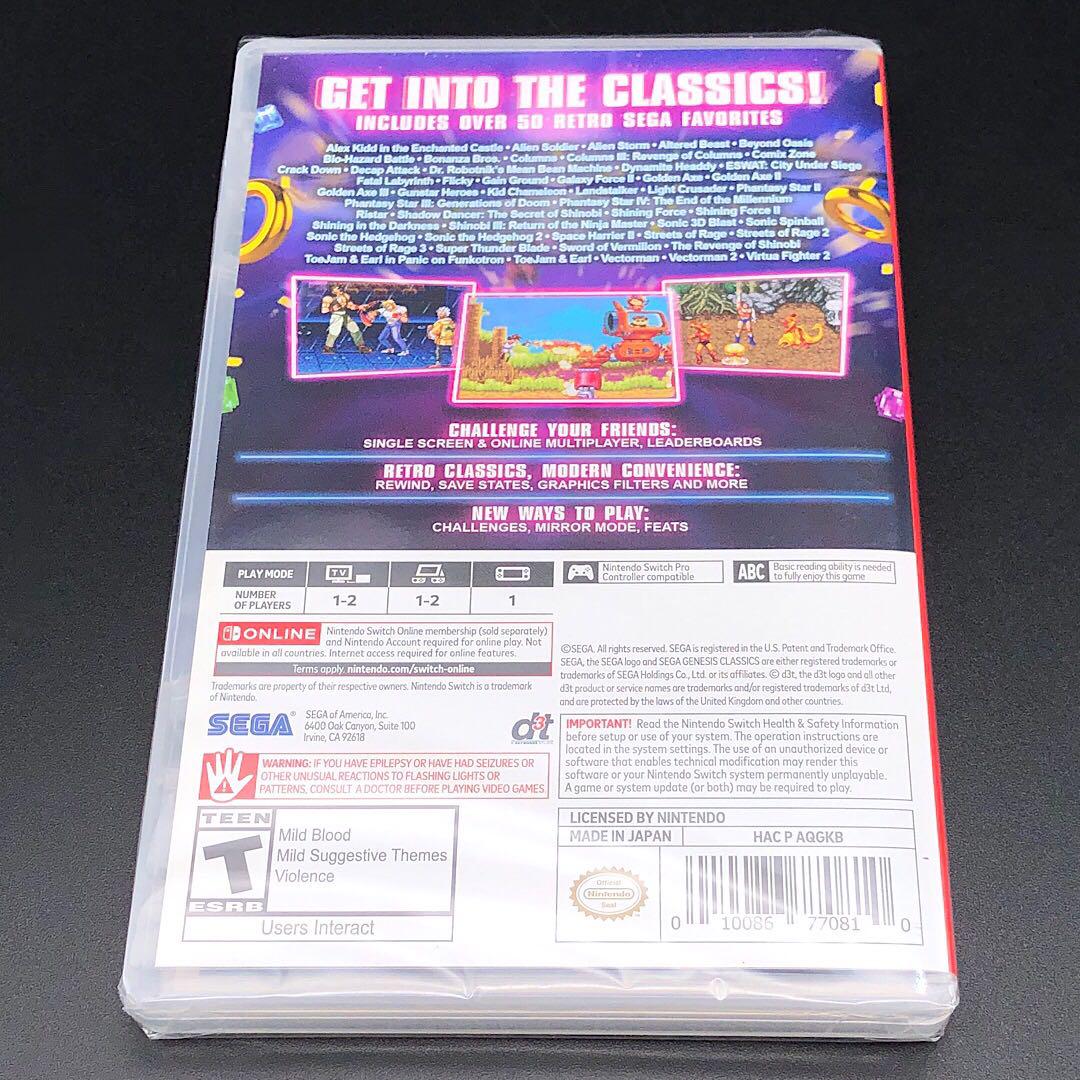 GET INTO THE CLASSICS!
INCLUDES OVER 50 RETRO SEGA FAVORITES
Alex Kidd in the Enchanted Castle • Alien Soldier • Alien Storm • Altered Beast • Beyond Oasis
Bio-Hazard Battle • Bonanza Bros. • Columns • Columns III: Revenge of Columns • Comix Zone
Crack Down • Decap Attack • Dr. Robotnik's Mean Bean Machine • Dynamite Headdy • ESWAT: City Under Siege
Fatal Labyrinth • Flicky • Gain Ground • Galaxy Force II • Golden Axe • Golden Axe II
Golden Axe III • Gunstar Heroes • Kid Chameleon • Landstalker • Light Crusader • Phantasy Star II
Phantasy Star III: Generations of Doom • Phantasy Star IV: The End of the Millennium
Ristar • Shadow Dancer: The Secret of Shinobi • Shining Force • Shining Force II
Shining in the Darkness • Shinobi III: Return of the Ninja Master • Sonic 3D Blast • Sonic Spinball
Sonic the Hedgehog • Sonic the Hedgehog 2 • Space Harrier II • Streets of Rage • Streets of Rage 2
Streets of Rage 3 • Super Thunder Blade • Sword of Vermilion • The Revenge of Shinobi
ToeJam & Earl in Panic on Funkotron • ToeJam & Earl • Vectorman • Vectorman 2 • Virtua Fighter 2
CHALLENGE YOUR FRIENDS:
SINGLE SCREEN & ONLINE MULTIPLAYER, LEADERBOARDS
RETRO CLASSICS, MODERN CONVENIENCE:
REWIND, SAVE STATES, GRAPHICS FILTERS AND MORE
NEW WAYS TO PLAY:
CHALLENGES, MIRROR MODE, FEATS
PLAY MODE TV
NUMBER
OF PLAYERS 1-2 1-2 1
Nintendo Switch Pro
Controller compatible
ABC Basic reading ability is needed
to fully enjoy this game
ONLINE Nintendo Switch Online membership (sold separately)
and Nintendo Account required for online play. Not
available in all countries. Internet access required for online features.
Terms apply. nintendo.com/switch-online
Trademarks are property of their respective owners. Nintendo Switch is a trademark
of Nintendo.
SEGA® SEGA of America, Inc.
6400 Oak Canyon, Suite 100
Irvine, CA 92618
d3t
©SEGA. All rights reserved. SEGA is registered in the U.S. Patent and Trademark Office.
SEGA, the SEGA logo and SEGA GENESIS CLASSICS are either registered trademarks or
trademarks of SEGA Holdings Co., Ltd. or its affiliates. © d3t, the d3t logo and all other
d3t product or service names are trademarks and/or registered trademarks of d3t Ltd,
and are protected by the laws of the United Kingdom and other countries.
WARNING: IF YOU HAVE EPILEPSY OR HAVE HAD SEIZURES OR
OTHER UNUSUAL REACTIONS TO FLASHING LIGHTS OR
PATTERNS, CONSULT A DOCTOR BEFORE PLAYING VIDEO GAMES.
IMPORTANT! Read the Nintendo Switch Health & Safety Information
before setup or use of your system. The operation instructions are
located in the system settings. The use of an unauthorized device or
software that enables technical modification may render this
software or your Nintendo Switch system permanently unplayable.
A game or system update (or both) may be required to play.
TEEN
T
ESRB
Mild Blood
Mild Suggestive Themes
Violence
Users Interact
LICENSED BY NINTENDO
MADE IN JAPAN HAC P AQGKB
Official
Nintendo
Seal
0 10086 77081 0